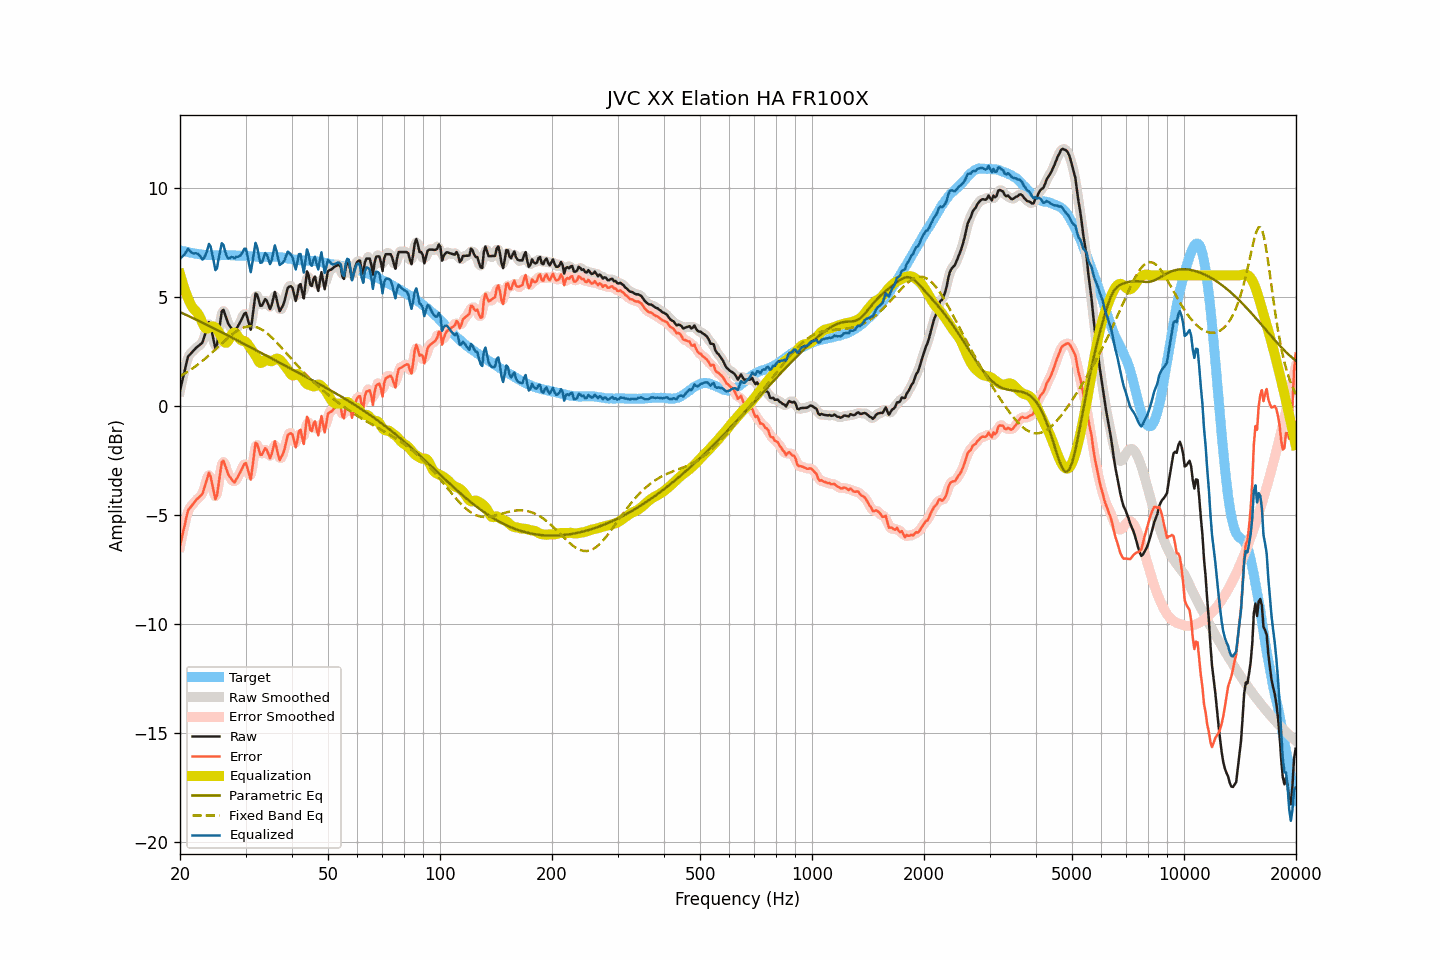 JVC XX Elation HA FR100X
Amplitude (dBr)
10
5
0
−5
−10
−15
−20
Target
Raw Smoothed
Error Smoothed
Raw
Error
Equalization
Parametric Eq
Fixed Band Eq
Equalized
20 50 100 200 500 1000 2000 5000 10000 20000
Frequency (Hz)